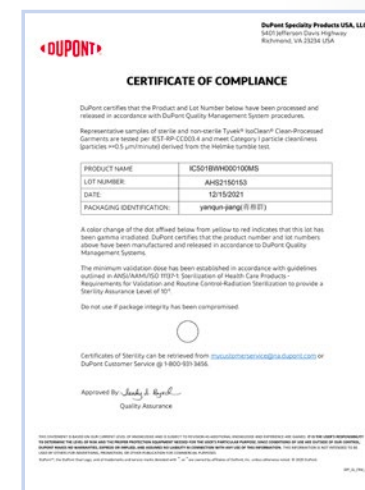 DuPont Specialty Products USA, LLC
5401 Jefferson Davis Highway
Richmond, VA 23234 USA
DUPONT
CERTIFICATE OF COMPLIANCE
DuPont certifies that the Product and Lot Number below have been processed and
released in accordance with DuPont Quality Management System procedures.
Representative samples of sterile and non-sterile Tyvek® IsoClean® Clean-Processed
Garments are tested per IEST-RP-CC003.4 and meet Category I particle cleanliness
(particles >=0.5 µm/minute) derived from the Helmke tumble test.
PRODUCT NAME IC501BWH000100MS
LOT NUMBER: AHS2150153
DATE: 12/15/2021
PACKAGING IDENTIFICATION: yanqun-jiang
A color change of the dot affixed below from yellow to red indicates that this lot has
been gamma irradiated. DuPont certifies that the product number and lot numbers
above have been manufactured and released in accordance to DuPont Quality
Management Systems.
The minimum validation dose has been established in accordance with guidelines
outlined in ANSI/AAMI/ISO 11137-1: Sterilization of Health Care Products -
Requirements for Validation and Routine Control-Radiation Sterilization to provide a
Sterility Assurance Level of
Do not use if package integrity has been compromised.
Certificates of Sterility can be retrieved from mycustomerservice@na.dupont.com or
DuPont Customer Service @ 1-800-931-3456.
Approved By:
Quality Assurance